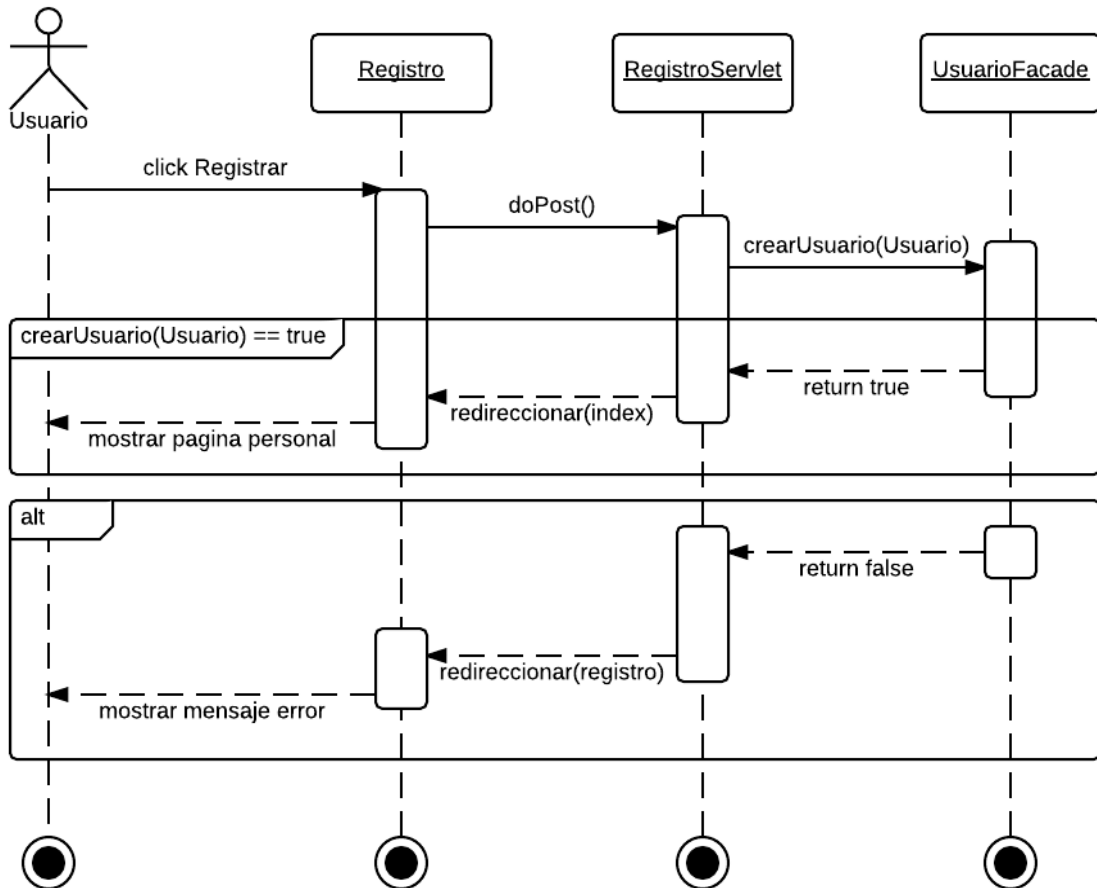 Usuario
Registro
RegistroServlet
UsuarioFacade
click Registrar
doPost()
crearUsuario(Usuario)
crearUsuario(Usuario) == true
return true
redireccionar(index)
mostrar pagina personal
alt
return false
redireccionar(registro)
mostrar mensaje error